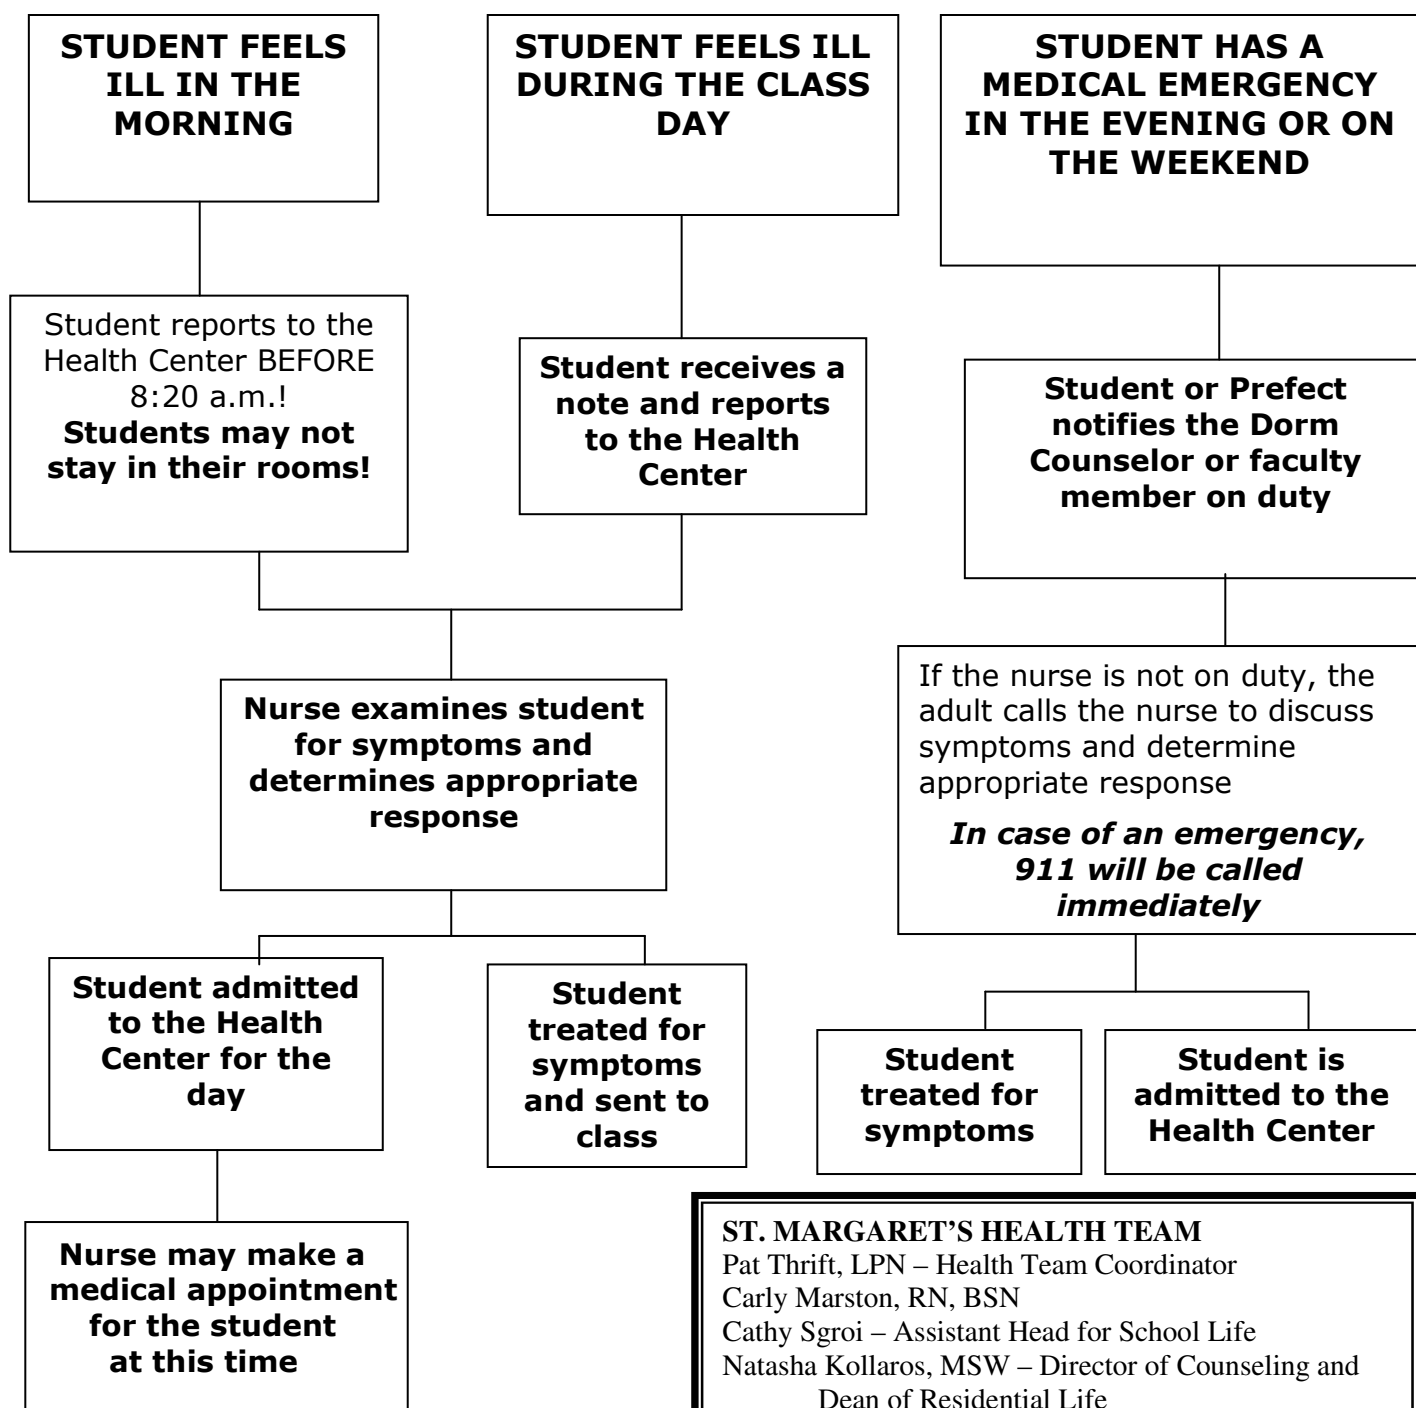 STUDENT FEELS
ILL IN THE
MORNING
STUDENT FEELS ILL
DURING THE CLASS
DAY
STUDENT HAS A
MEDICAL EMERGENCY
IN THE EVENING OR ON
THE WEEKEND
Student reports to the
Health Center BEFORE
8:20 a.m.!
Students may not
stay in their rooms!
Student receives a
note and reports
to the Health
Center
Student or Prefect
notifies the Dorm
Counselor or faculty
member on duty
Nurse examines student
for symptoms and
determines appropriate
response
If the nurse is not on duty, the
adult calls the nurse to discuss
symptoms and determine
appropriate response
In case of an emergency,
911 will be called
immediately
Student admitted
to the Health
Center for the
day
Student
treated for
symptoms
and sent to
class
Student
treated for
symptoms
Student is
admitted to the
Health Center
Nurse may make a
medical appointment
for the student
at this time
ST. MARGARET’S HEALTH TEAM
Pat Thrift, LPN – Health Team Coordinator
Carly Marston, RN, BSN
Cathy Sgroi – Assistant Head for School Life
Natasha Kollaros, MSW – Director of Counseling and
Dean of Residential Life